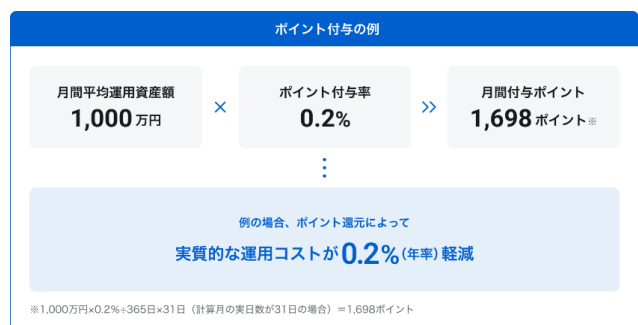 ポイント付与の例
月間平均運用資産額
1,000万円
×
ポイント付与率
0.2%
»
月間付与ポイント
1,698ポイント※
例の場合、ポイント還元によって
実質的な運用コストが0.2%(年率)軽減
※1,000万円×0.2%÷365日×31日（計算月の実日数が31日の場合）＝1,698ポイント